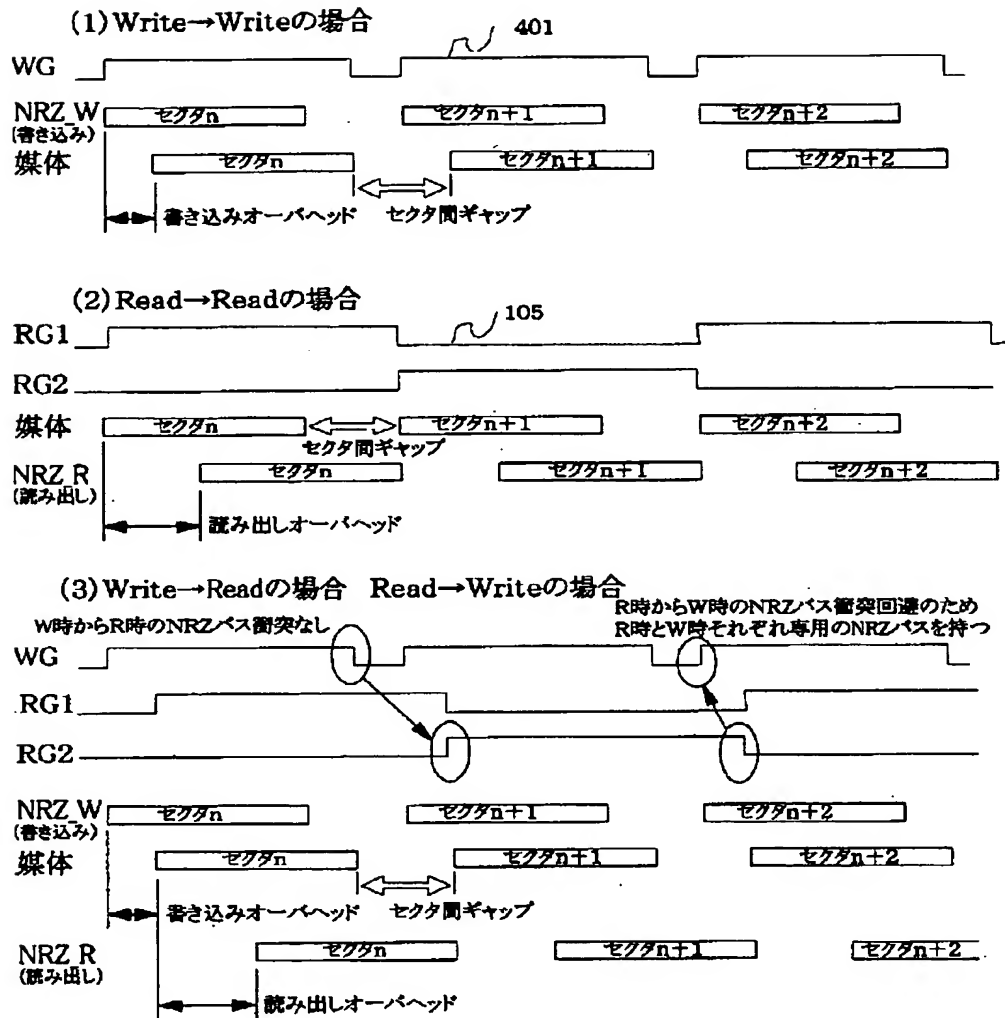 (1)Write→Writeの場合
401
WG
NRZ_W
(書き込み)
セクタn
セクタn+1
セクタn+2
媒体
セクタn
セクタn+1
セクタn+2
書き込みオーバヘッド
セクタ間ギャップ
(2)Read→Readの場合
105
RG1
RG2
媒体
セクタn
セクタn+1
セクタn+2
セクタ間ギャップ
NRZ_R
(読み出し)
セクタn
セクタn+1
セクタn+2
読み出しオーバヘッド
(3)Write→Readの場合 Read→Writeの場合
W時からR時のNRZバス衝突なし
R時からW時のNRZバス衝突回避のため
R時とW時それぞれ専用のNRZバスを持つ
WG
RG1
RG2
NRZ_W
(書き込み)
セクタn
セクタn+1
セクタn+2
媒体
セクタn
セクタn+1
セクタn+2
書き込みオーバヘッド
セクタ間ギャップ
NRZ_R
(読み出し)
セクタn
セクタn+1
セクタn+2
読み出しオーバヘッド